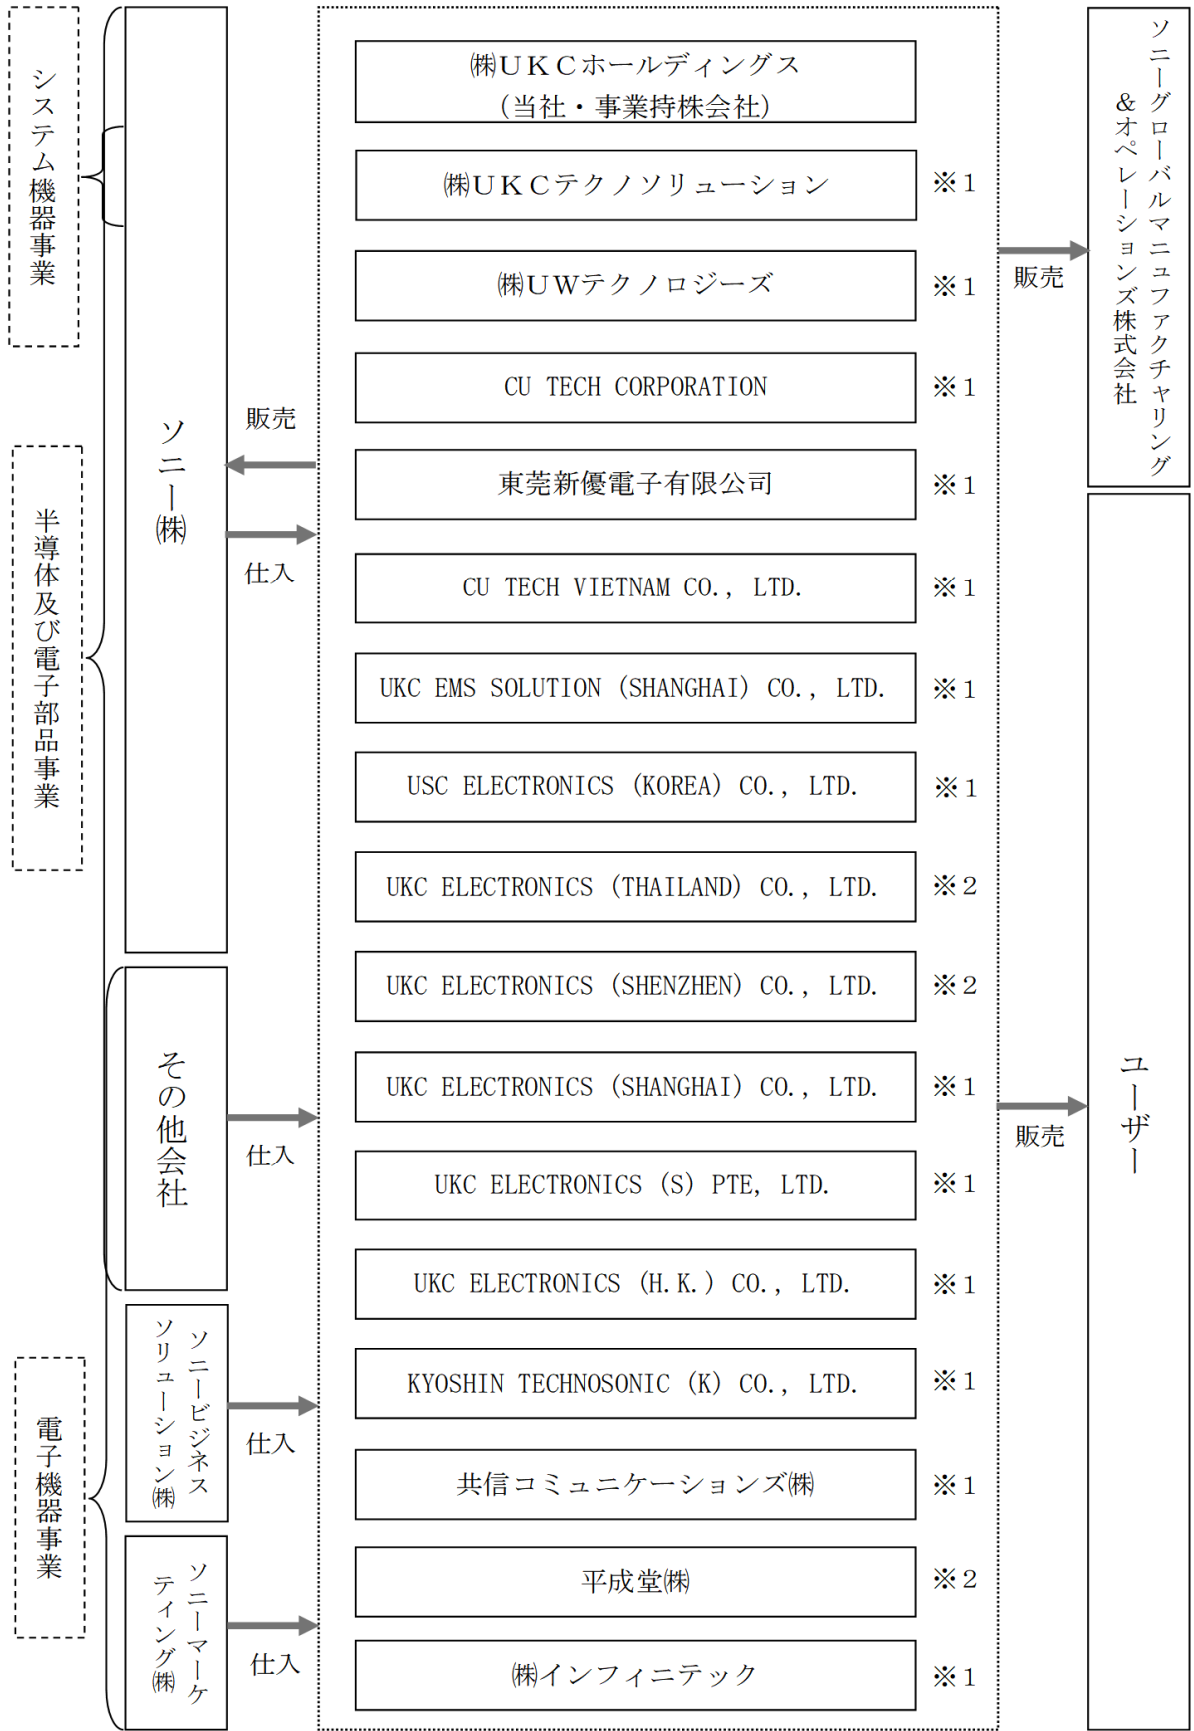 システム機器事業
半導体及び電子部品事業
電子機器事業
ソニー㈱
その他会社
ソニービジネス
ソリューション㈱
ソニーマーケ
ティング㈱
販売
仕入
仕入
仕入
仕入
㈱ＵＫＣホールディングス
（当社・事業持株会社）
㈱ＵＫＣテクノソリューション ※１
㈱ＵＷテクノロジーズ ※１
CU TECH CORPORATION ※１
東莞新優電子有限公司 ※１
CU TECH VIETNAM CO., LTD. ※１
UKC EMS SOLUTION (SHANGHAI) CO., LTD. ※１
USC ELECTRONICS (KOREA) CO., LTD. ※１
UKC ELECTRONICS (THAILAND) CO., LTD. ※２
UKC ELECTRONICS (SHENZHEN) CO., LTD. ※２
UKC ELECTRONICS (SHANGHAI) CO., LTD. ※１
UKC ELECTRONICS (S) PTE, LTD. ※１
UKC ELECTRONICS (H.K.) CO., LTD. ※１
KYOSHIN TECHNOSONIC (K) CO., LTD. ※１
共信コミュニケーションズ㈱ ※１
平成堂㈱ ※２
㈱インフィニテック ※１
販売
販売
ソニーグローバルマニュファクチャリング
＆オペレーションズ株式会社
ユーザー